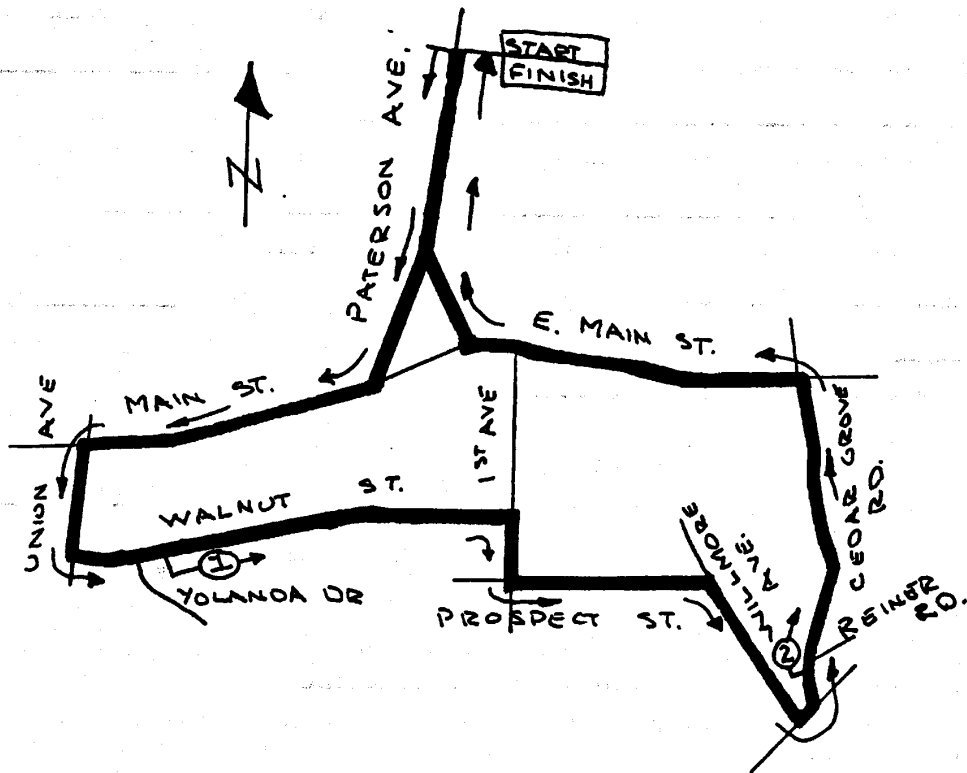 START
FINISH
PATERSON AVE.
N
E. MAIN ST.
MAIN ST.
UNION AVE
1ST AVE
WALNUT ST.
CEDAR GROVE RD.
WILLMORE AVE.
1
YOLANDA DR
PROSPECT ST.
2
REINER RD.